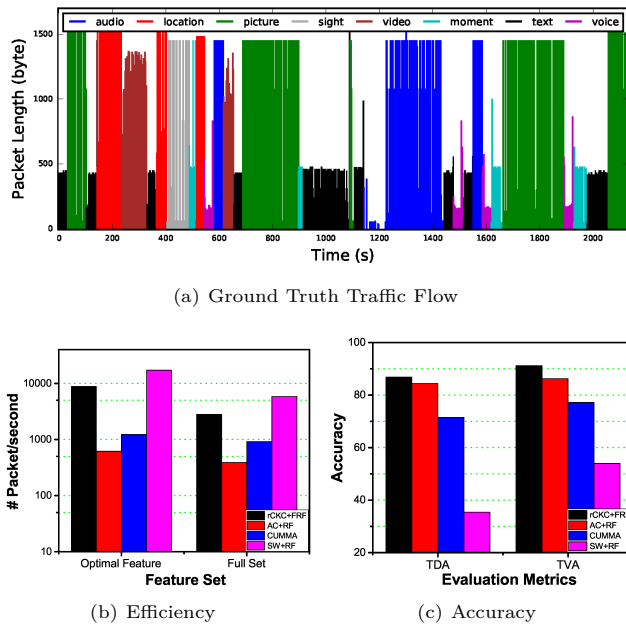 audio location picture sight video moment text voice
Packet Length (byte)
1500
1000
500
0
0 200 400 600 800 1000 1200 1400 1600 1800 2000
Time (s)
(a) Ground Truth Traffic Flow
# Packet/second
10000
1000
100
10
rCKC+FRF
AC+RF
CUMMA
SW+RF
Optimal Feature Full Set
Feature Set
(b) Efficiency
Accuracy
100
80
60
40
20
rCKC+FRF
AC+RF
CUMMA
SW+RF
TDA TVA
Evaluation Metrics
(c) Accuracy